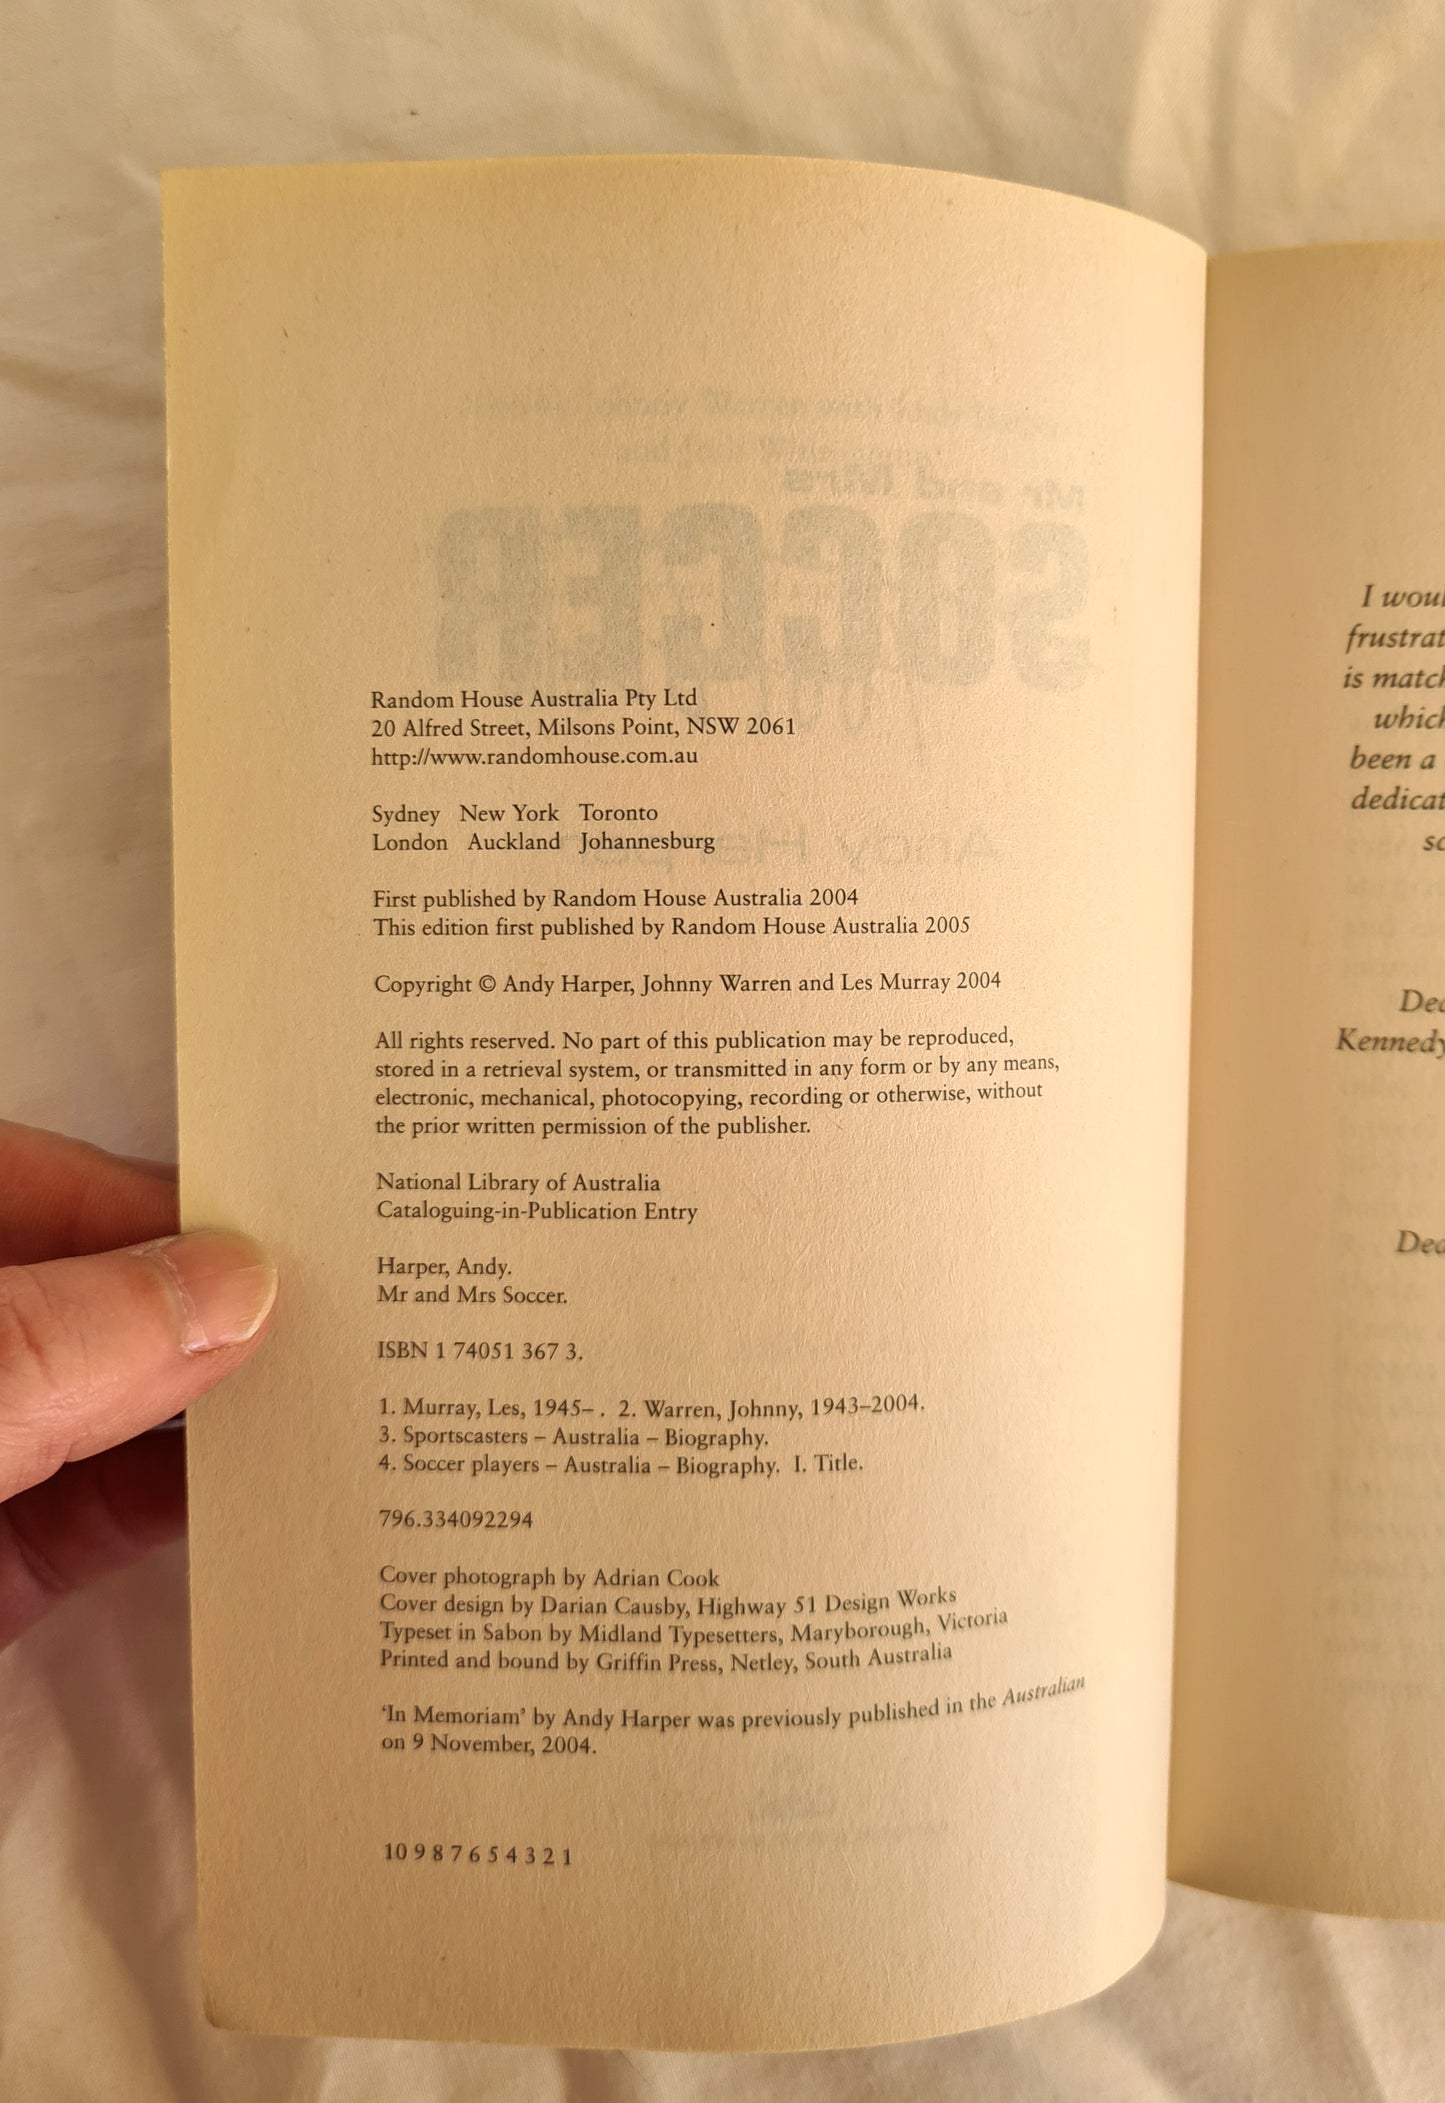 Random House Australia Pty Ltd
20 Alfred Street, Milsons Point, NSW 2061
http://www.randomhouse.com.au
Sydney New York Toronto
London Auckland Johannesburg
First published by Random House Australia 2004
This edition first published by Random House Australia 2005
Copyright © Andy Harper, Johnny Warren and Les Murray 2004
All rights reserved. No part of this publication may be reproduced,
stored in a retrieval system, or transmitted in any form or by any means,
electronic, mechanical, photocopying, recording or otherwise, without
the prior written permission of the publisher.
National Library of Australia
Cataloguing-in-Publication Entry
Harper, Andy.
Mr and Mrs Soccer.
ISBN 1 74051 367 3.
1. Murray, Les, 1945– . 2. Warren, Johnny, 1943–2004.
3. Sportscasters – Australia – Biography.
4. Soccer players – Australia – Biography. I. Title.
796.334092294
Cover photograph by Adrian Cook
Cover design by Darian Causby, Highway 51 Design Works
Typeset in Sabon by Midland Typesetters, Maryborough, Victoria
Printed and bound by Griffin Press, Netley, South Australia
‘In Memoriam’ by Andy Harper was previously published in the Australian
on 9 November, 2004.
10 9 8 7 6 5 4 3 2 1
I
is
which
been a
Kennedy